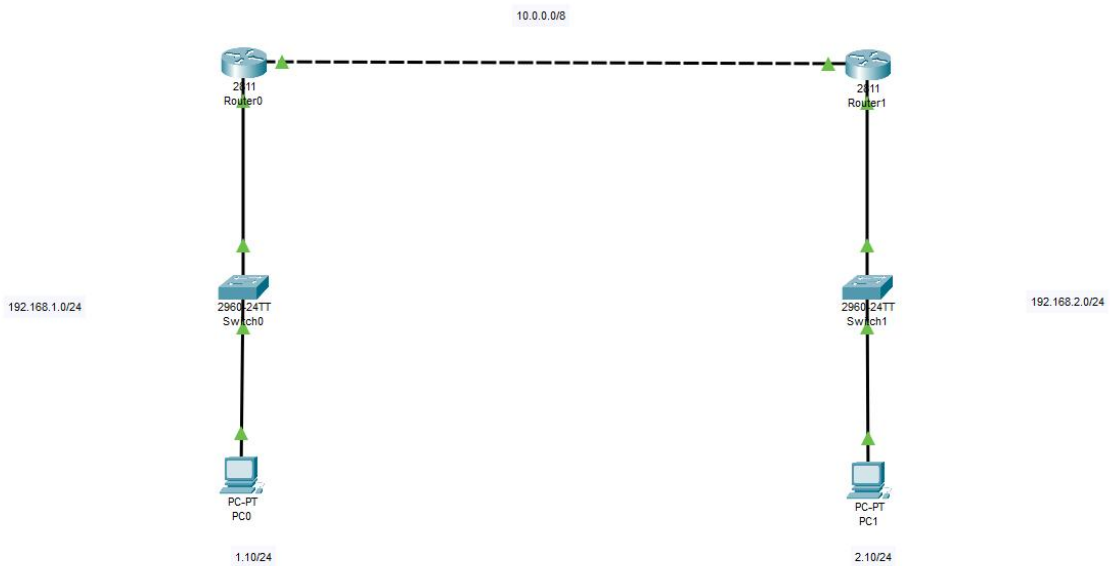 10.0.0.0/8
2811
Router0
2811
Router1
192.168.1.0/24
2960-24TT
Switch0
2960-24TT
Switch1
192.168.2.0/24
PC-PT
PC0
PC-PT
PC1
1.10/24
2.10/24